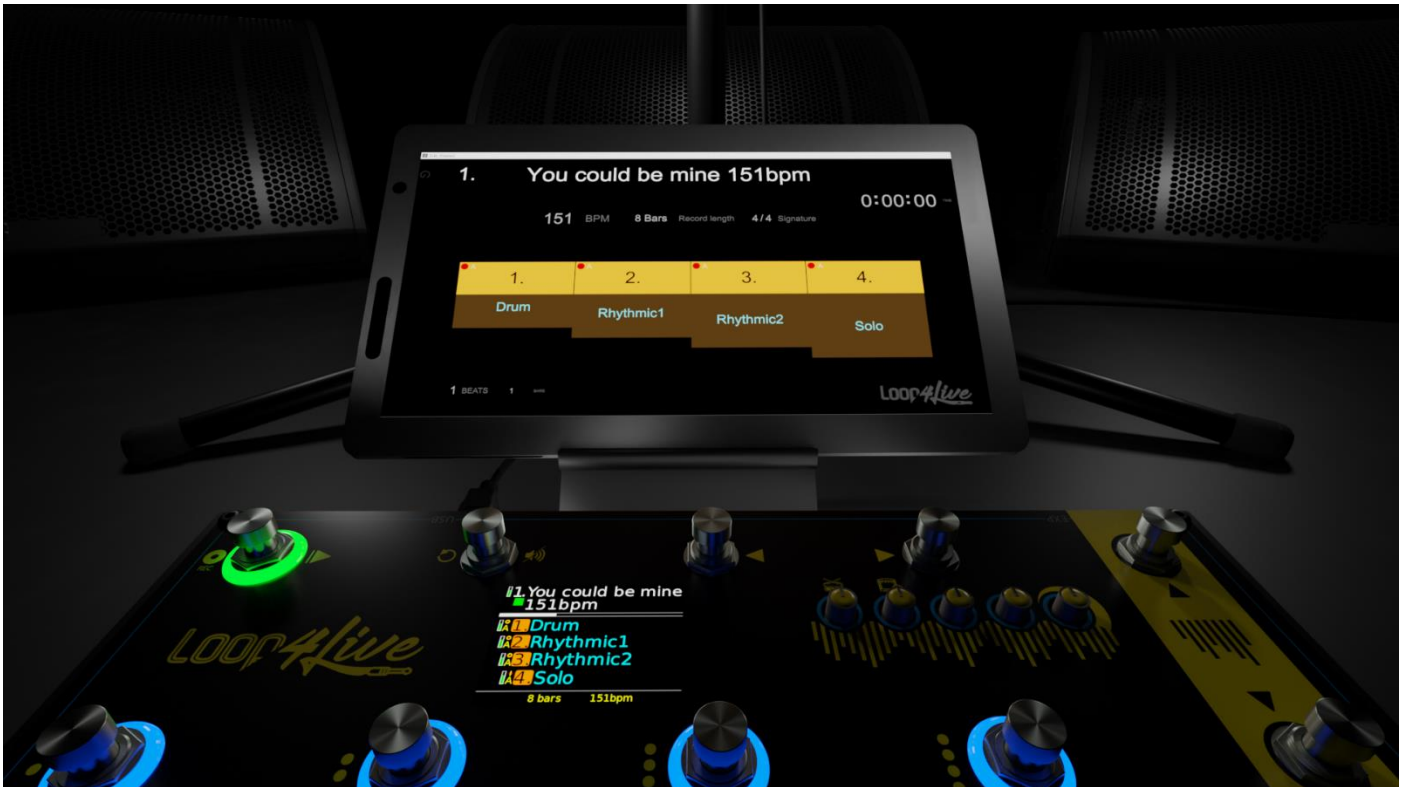 1. You could be mine 151bpm
0:00:00
151 BPM 8 Bars Record length 4/4 Signature
1. 2. 3. 4.
Drum Rhythmic1 Rhythmic2 Solo
1 BEATS 1
Loop4Live
REC
1.You could be mine
151bpm
A 1.Drum
A 2.Rhythmic1
A 3.Rhythmic2
A 4.Solo
8 bars 151bpm
Loop4Live